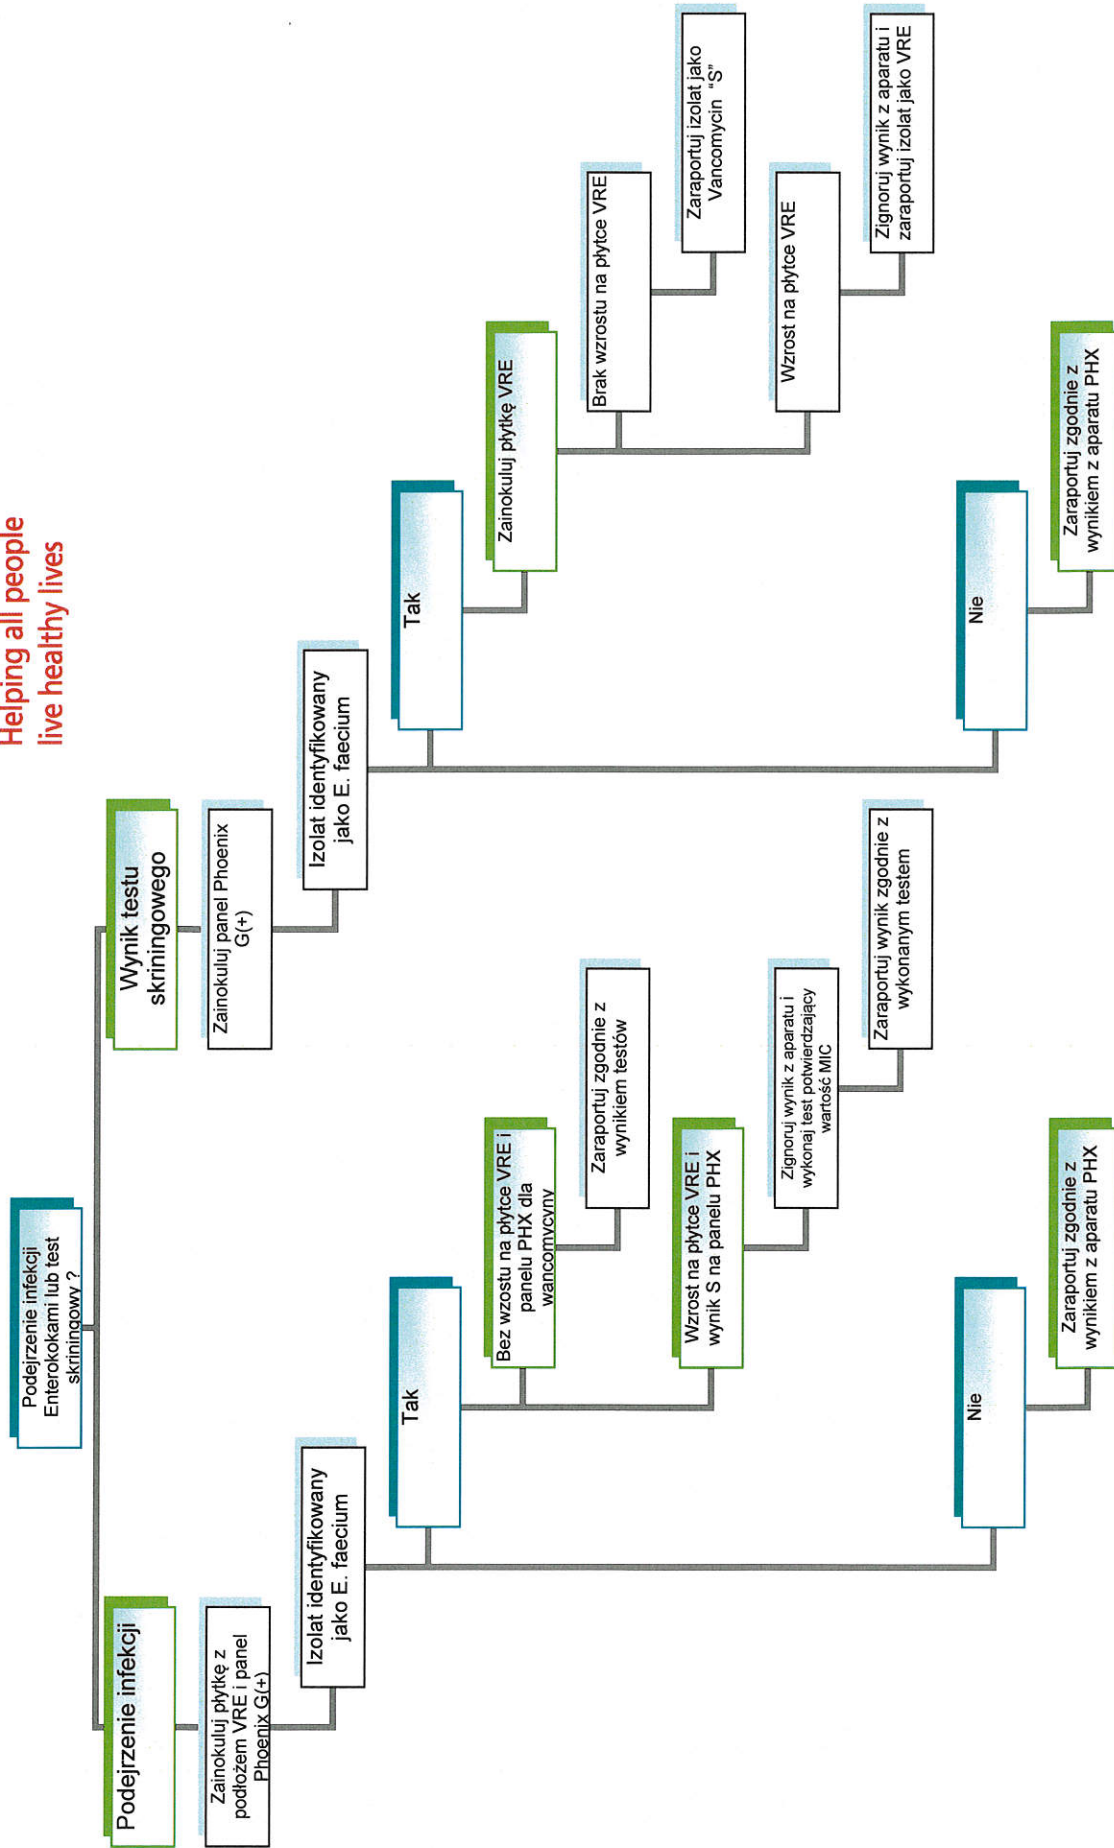 Helping all people
live healthy lives
Podejrzenie infekcji
Enterokokami lub test
skriningowy ?
Podejrzenie infekcji
Zainokuluj płytkę z
podłożem VRE i panel
Phoenix G(+)
Izolat identyfikowany
jako E. faecium
Tak
Bez wzostu na płytce VRE i
panelu PHX dla
wancomycyny
Zaraportuj zgodnie z
wynikiem testów
Wzrost na płytce VRE i
wynik S na panelu PHX
Zignoruj wynik z aparatu i
wykonaj test potwierdzający
wartość MIC
Zaraportuj wynik zgodnie z
wykonanym testem
Nie
Zaraportuj zgodnie z
wynikiem z aparatu PHX
Wynik testu
skriningowego
Zainokuluj panel Phoenix
G(+)
Izolat identyfikowany
jako E. faecium
Tak
Zainokuluj płytkę VRE
Brak wzrostu na płytce VRE
Zaraportuj izolat jako
Vancomycin "S"
Wzrost na płytce VRE
Zignoruj wynik z aparatu i
zaraportuj izolat jako VRE
Nie
Zaraportuj zgodnie z
wynikiem z aparatu PHX